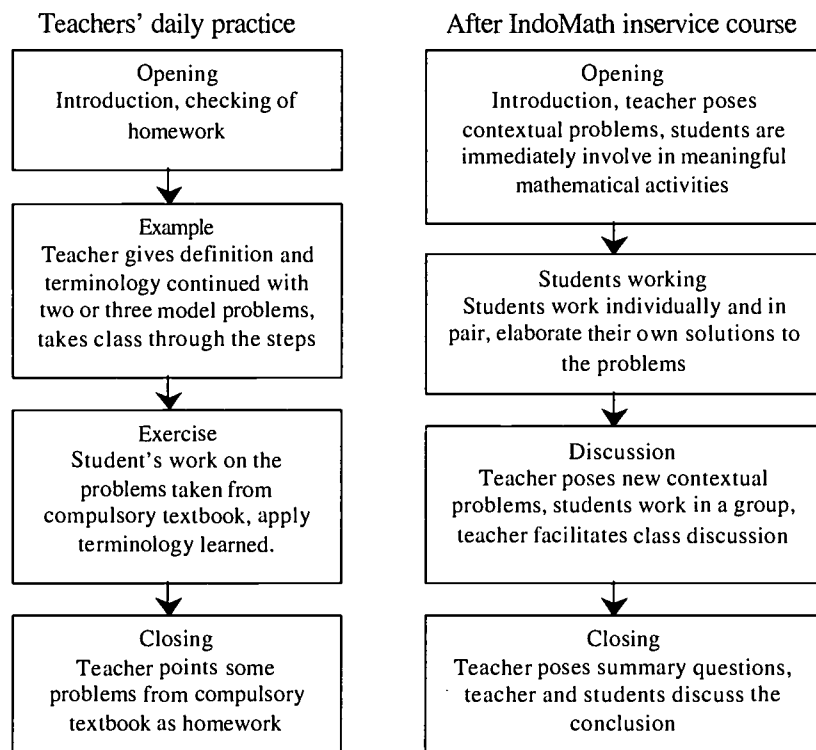 Teachers' daily practice
Opening
Introduction, checking of
homework
Example
Teacher gives definition and
terminology continued with
two or three model problems,
takes class through the steps
Exercise
Student's work on the
problems taken from
compulsory textbook, apply
terminology learned.
Closing
Teacher points some
problems from compulsory
textbook as homework
After IndoMath inservice course
Opening
Introduction, teacher poses
contextual problems, students are
immediately involve in meaningful
mathematical activities
Students working
Students work individually and in
pair, elaborate their own solutions to
the problems
Discussion
Teacher poses new contextual
problems, students work in a group,
teacher facilitates class discussion
Closing
Teacher poses summary questions,
teacher and students discuss the
conclusion